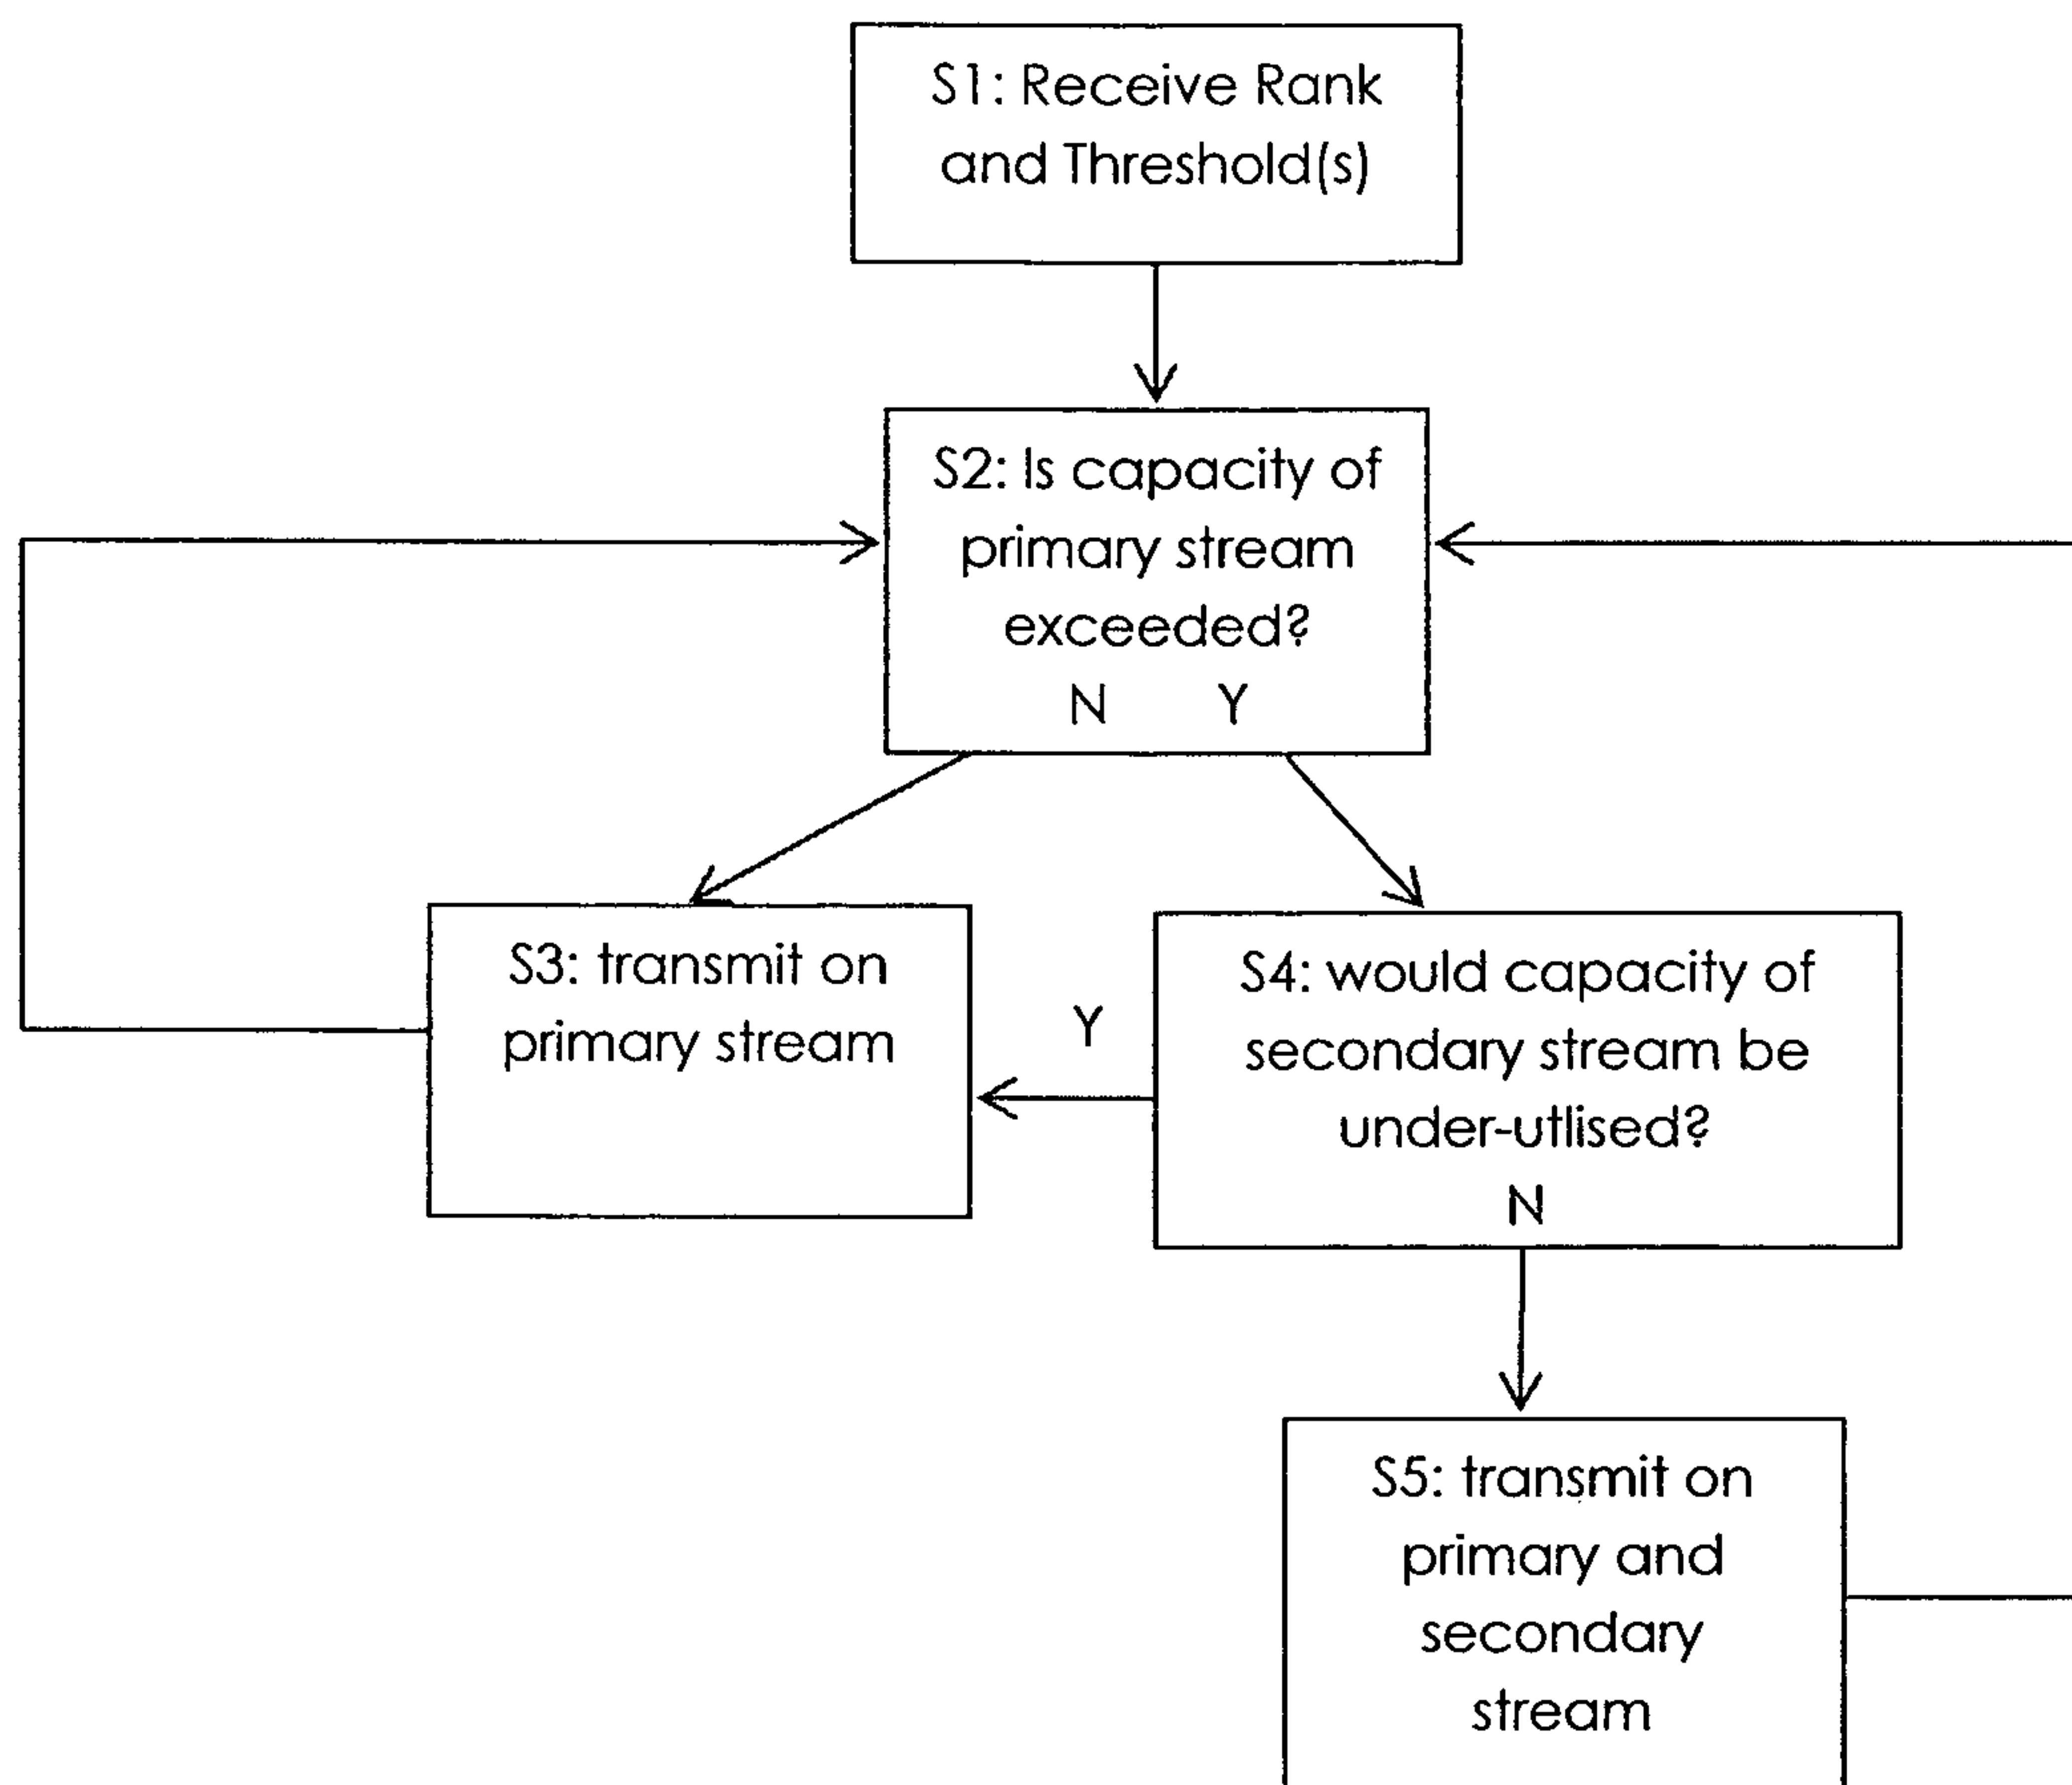 S1: Receive Rank
and Threshold(s)
S2: Is capacity of
primary stream
exceeded?
N Y
S3: transmit on
primary stream
Y
S4: would capacity of
secondary stream be
under-utlised?
N
S5: transmit on
primary and
secondary
stream